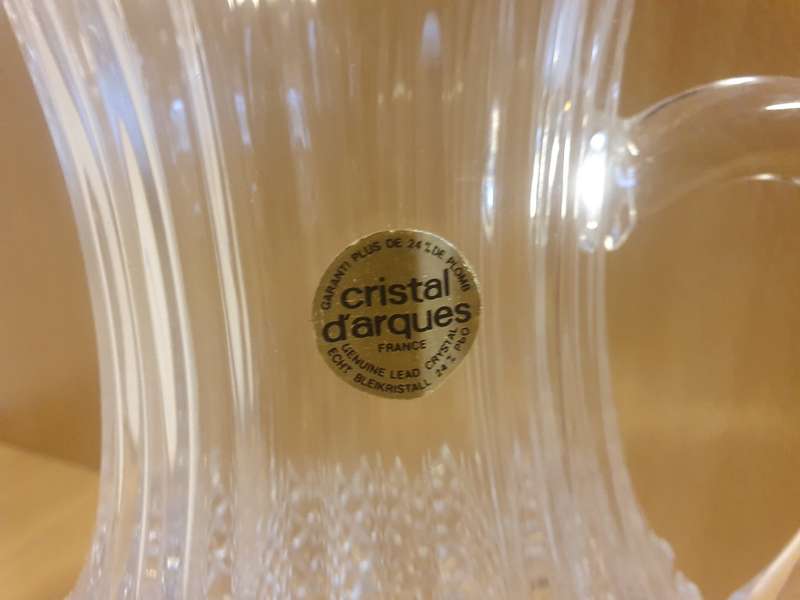 GARANTI PLUS DE 24% DE PLOMB
cristal
d'arques
FRANCE
GENUINE LEAD CRYSTAL
ECHT BLEIKRISTALL 24% PbO